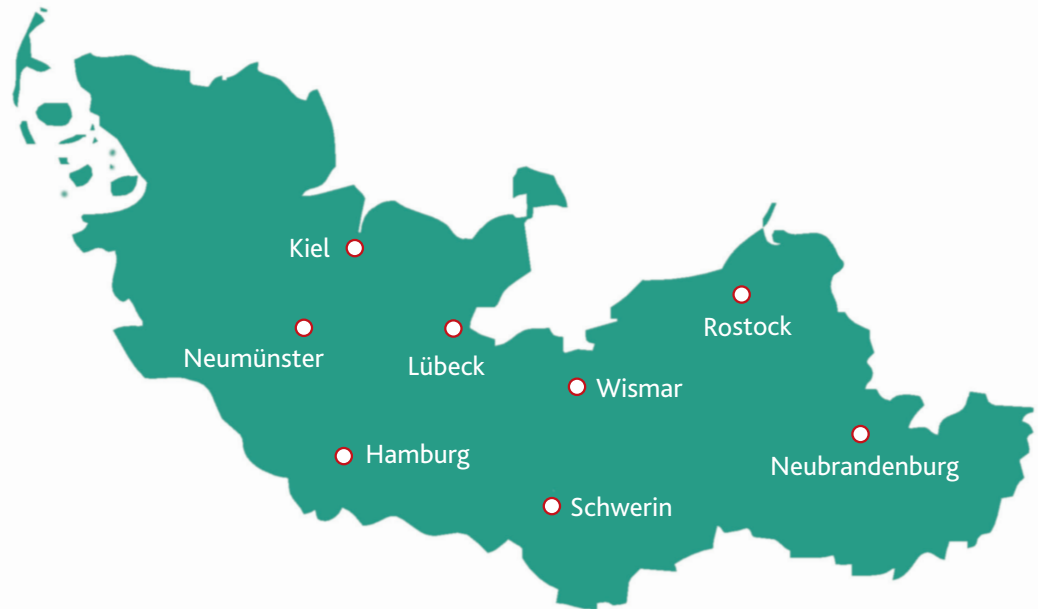 Kiel
Rostock
Neumünster
Lübeck
Wismar
Hamburg
Neubrandenburg
Schwerin